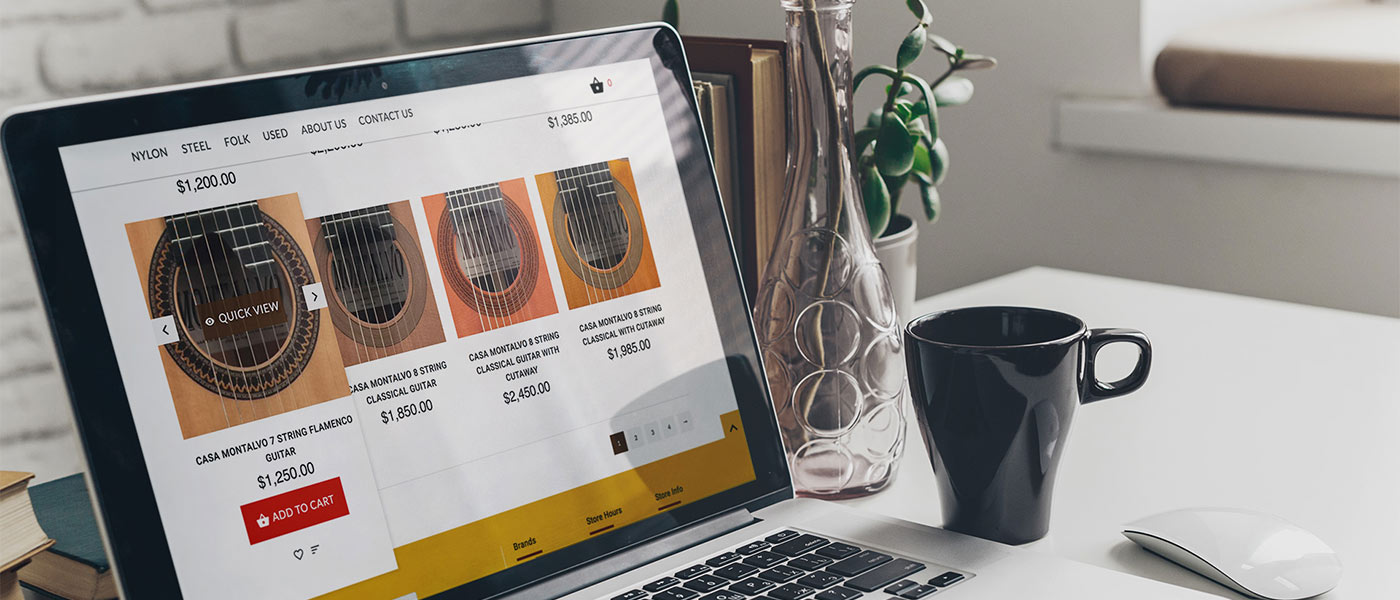 0
NYLON STEEL FOLK USED ABOUT US CONTACT US
$1,200.00
$1,385.00
QUICK VIEW
CASA MONTALVO 7 STRING FLAMENCO
GUITAR
$1,250.00
ADD TO CART
CASA MONTALVO 8 STRING
CLASSICAL GUITAR
$1,850.00
CASA MONTALVO 8 STRING
CLASSICAL GUITAR WITH
CUTAWAY
$2,450.00
CASA MONTALVO 8 STRING
CLASSICAL WITH CUTAWAY
$1,985.00
1 2 3 4 →
Brands
Store Hours
Store Info